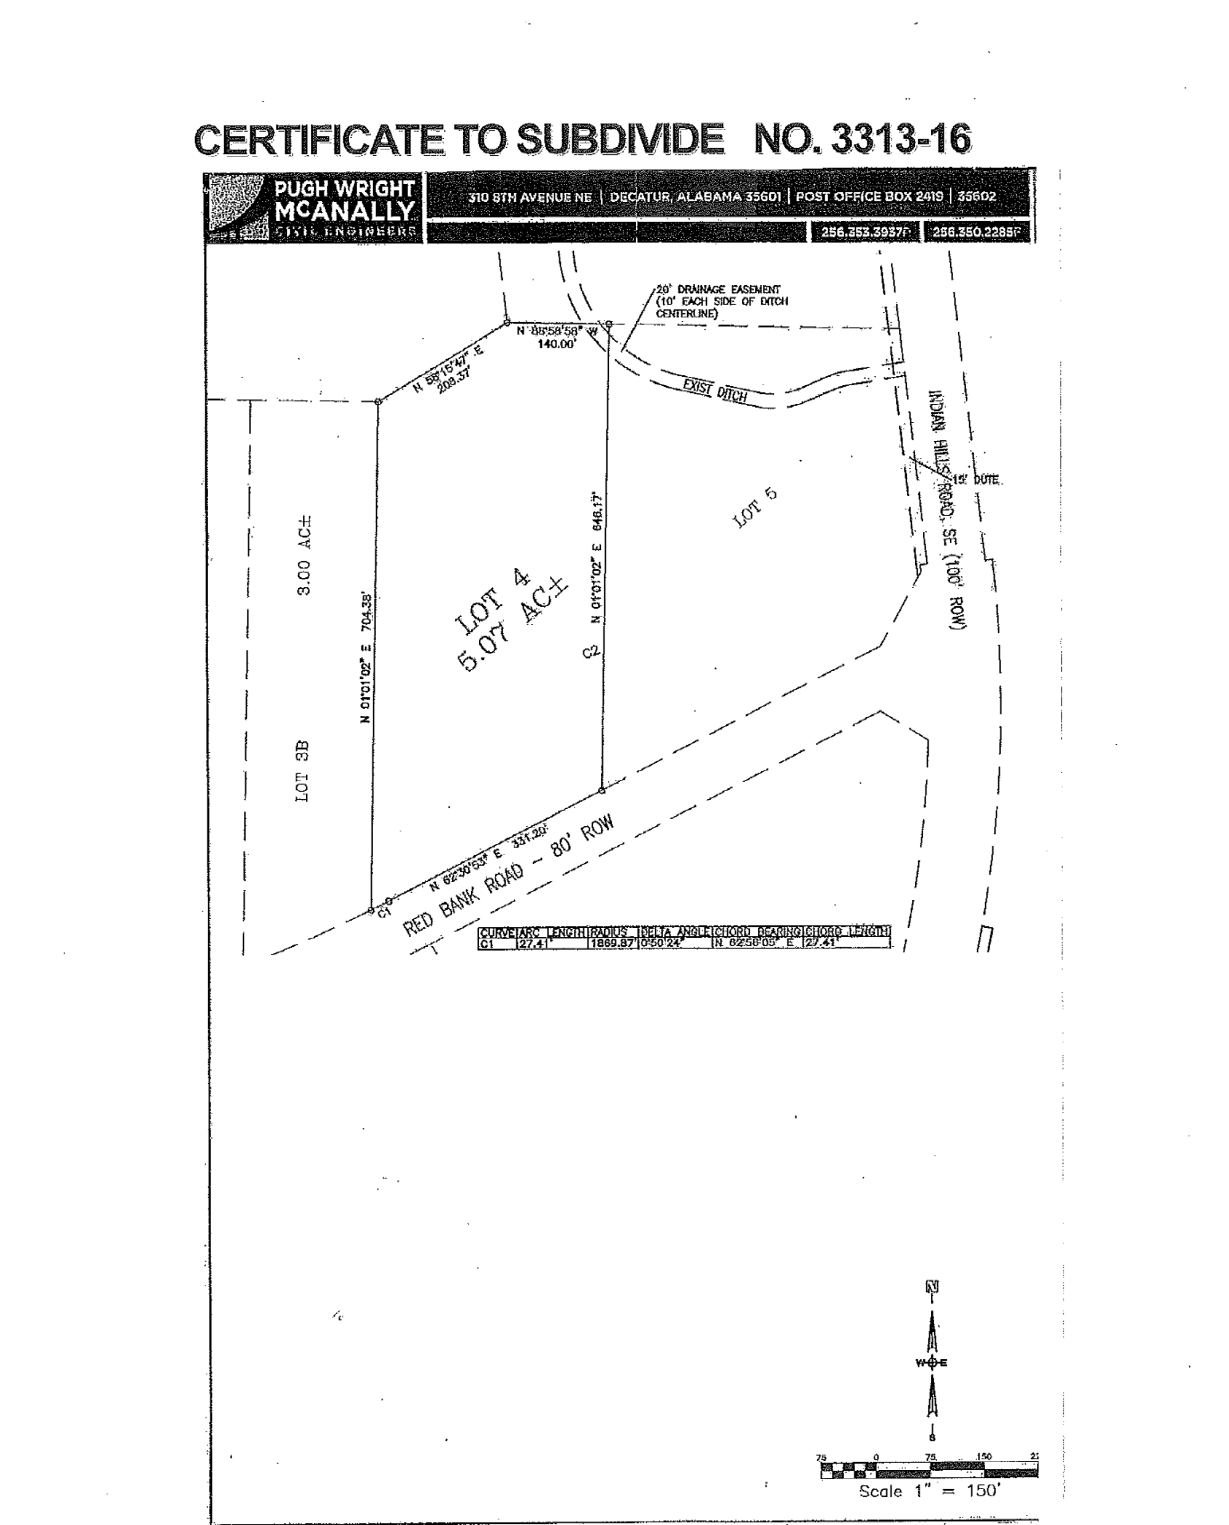 CERTIFICATE TO SUBDIVIDE NO. 3313-16
PUGH WRIGHT
MCANALLY
CIVIL ENGINEERS
310 8TH AVENUE NE | DECATUR, ALABAMA 35601 | POST OFFICE BOX 2419 | 35602
256.353.3937P 256.350.2285F
20' DRAINAGE EASEMENT
(10' EACH SIDE OF DITCH
CENTERLINE)
N 88°58'58" W
140.00'
N 58°15'47" E
208.37'
EXIST DITCH
INDIAN HILLS ROAD, SE (100' ROW)
15' DUTE
LOT 5
N 01°01'02" E 646.17'
3.00 AC±
LOT 4
5.07 AC±
N 01°01'02" E 704.38'
C2
LOT 3B
N 62°30'53" E 331.20'
RED BANK ROAD - 80' ROW
C1
CURVE ARC LENGTH RADIUS DELTA ANGLE CHORD BEARING CHORD LENGTH
C1 27.41' 1869.87' 0°50'24" N 62°56'05" E 27.41'
N
W E
S
75 0 75 150
Scale 1" = 150'